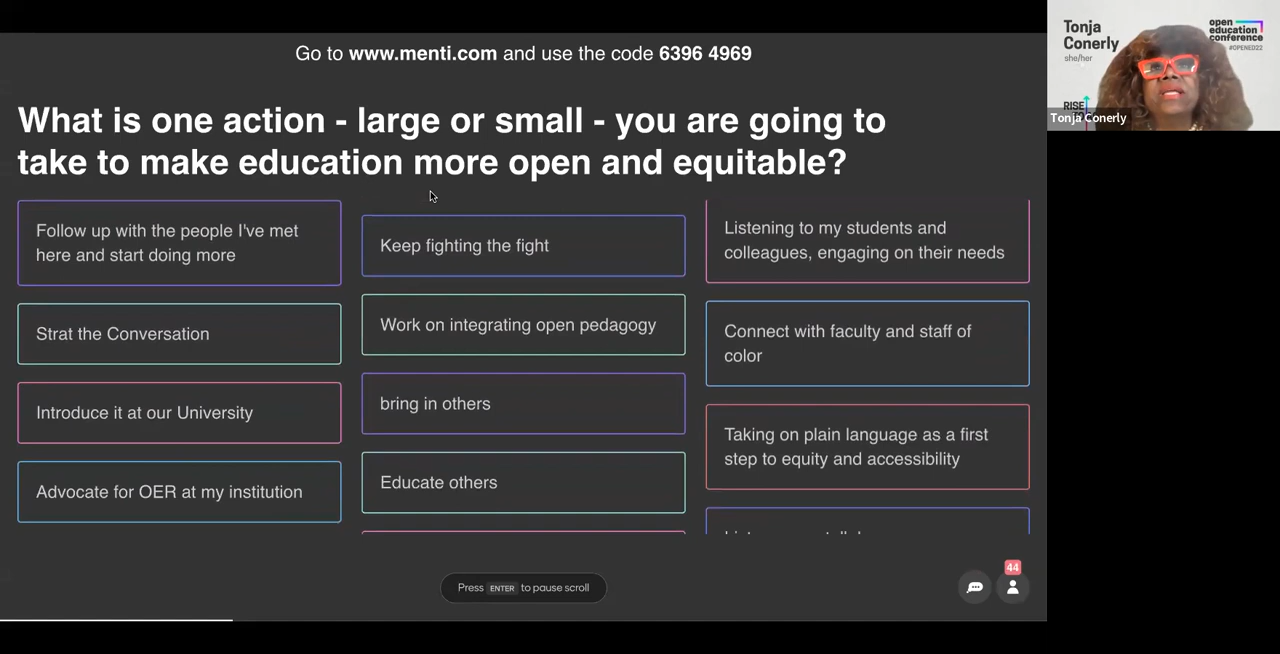 Go to www.menti.com and use the code 6396 4969
What is one action - large or small - you are going to
take to make education more open and equitable?
Follow up with the people I've met
here and start doing more
Strat the Conversation
Introduce it at our University
Advocate for OER at my institution
Keep fighting the fight
Work on integrating open pedagogy
bring in others
Educate others
Listening to my students and
colleagues, engaging on their needs
Connect with faculty and staff of
color
Taking on plain language as a first
step to equity and accessibility
Press ENTER to pause scroll
44
Tonja
Conerly
she/her
open
education
conference
#OPENED22
RISE
Tonja Conerly